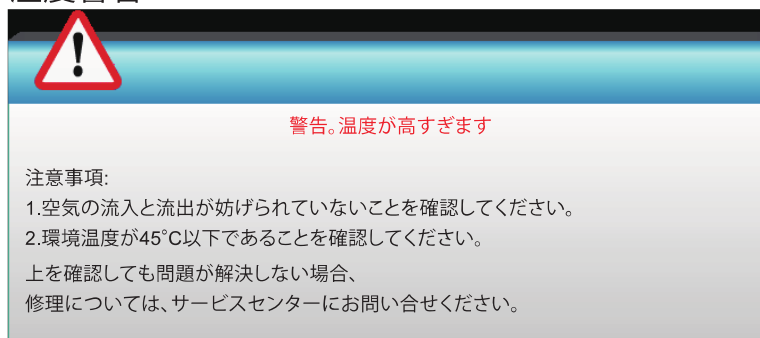 警告。温度が高すぎます
注意事項:
1.空気の流入と流出が妨げられていないことを確認してください。
2.環境温度が45°C以下であることを確認してください。
上を確認しても問題が解決しない場合、
修理については、サービスセンターにお問い合せください。